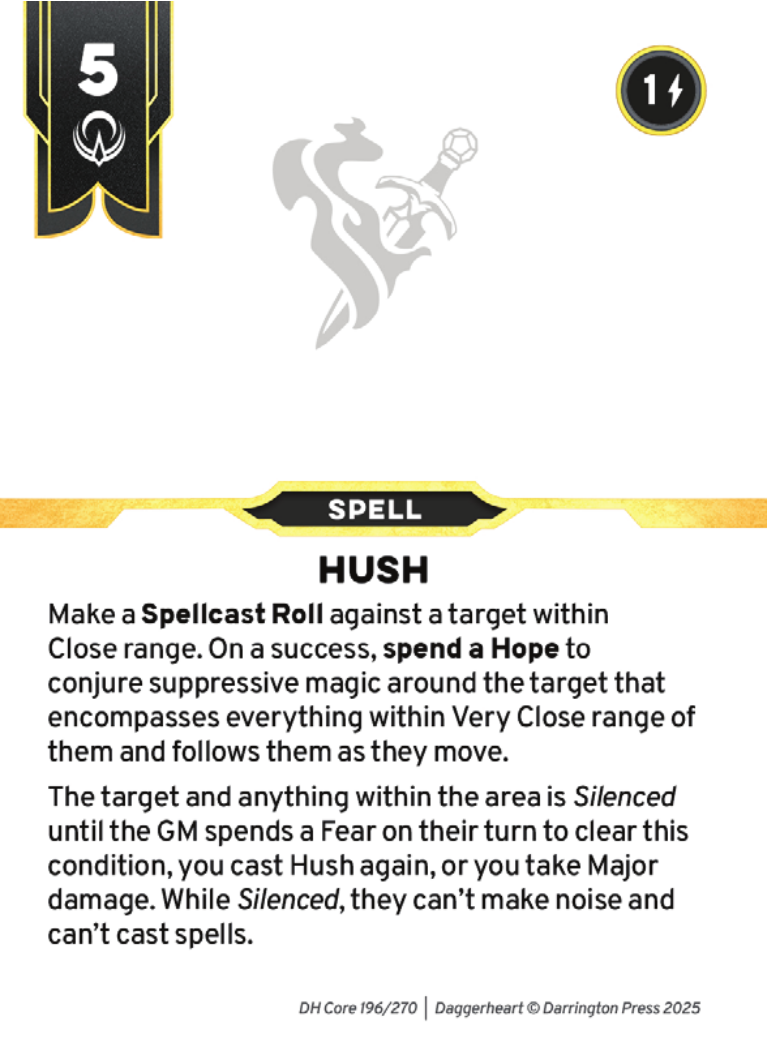 5
1
SPELL
HUSH
Make a Spellcast Roll against a target within
Close range. On a success, spend a Hope to
conjure suppressive magic around the target that
encompasses everything within Very Close range of
them and follows them as they move.
The target and anything within the area is Silenced
until the GM spends a Fear on their turn to clear this
condition, you cast Hush again, or you take Major
damage. While Silenced, they can’t make noise and
can’t cast spells.
DH Core 196/270 | Daggerheart © Darrington Press 2025